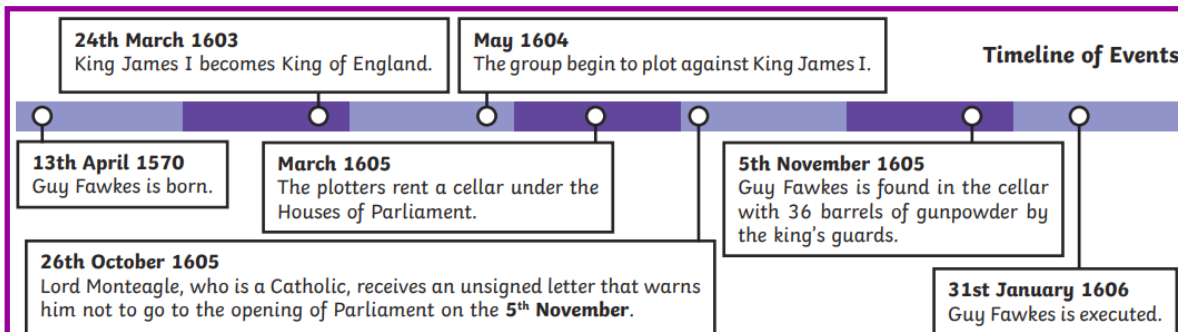 24th March 1603
King James I becomes King of England.
May 1604
The group begin to plot against King James I.
Timeline of Events
13th April 1570
Guy Fawkes is born.
March 1605
The plotters rent a cellar under the
Houses of Parliament.
5th November 1605
Guy Fawkes is found in the cellar
with 36 barrels of gunpowder by
the king's guards.
26th October 1605
Lord Monteagle, who is a Catholic, receives an unsigned letter that warns
him not to go to the opening of Parliament on the 5th November.
31st January 1606
Guy Fawkes is executed.